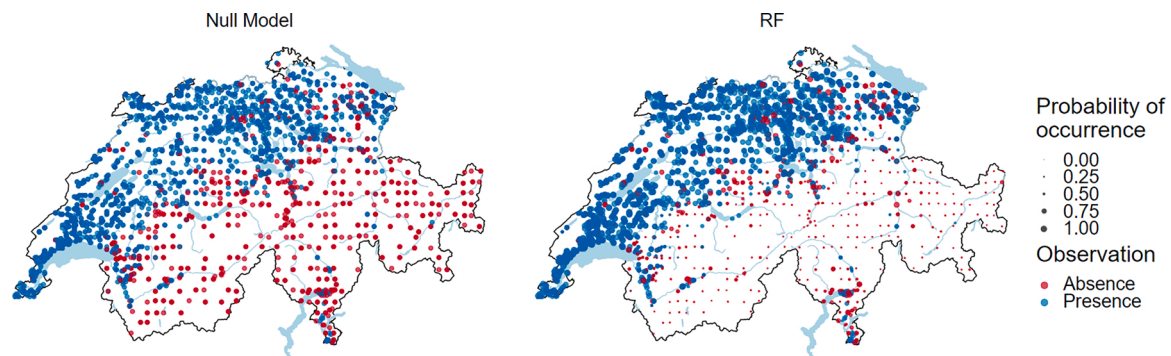 Null Model
RF
Probability of
occurrence
0.00
0.25
0.50
0.75
1.00
Observation
Absence
Presence